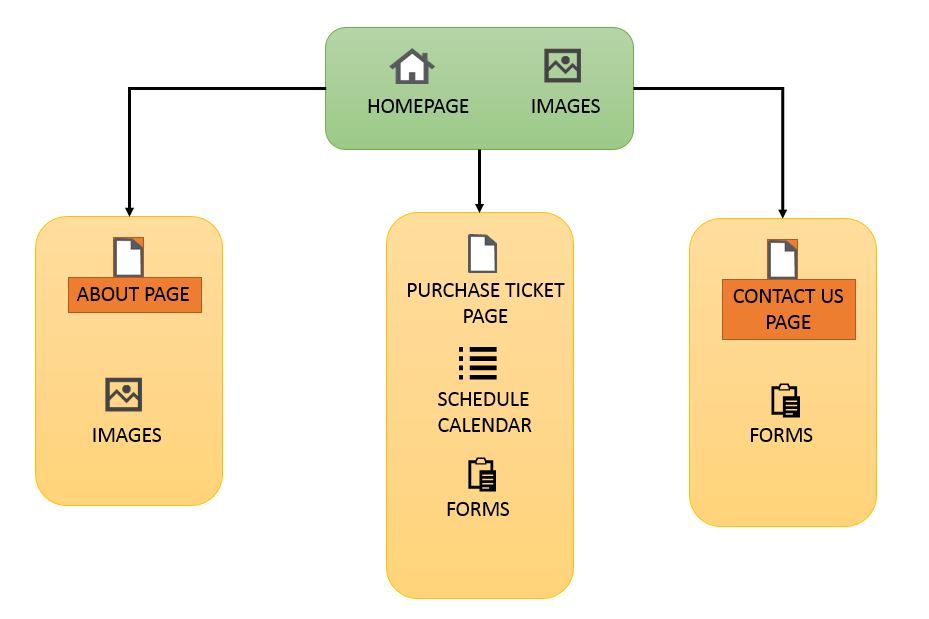 HOMEPAGE
IMAGES
ABOUT PAGE
IMAGES
PURCHASE TICKET
PAGE
SCHEDULE
CALENDAR
FORMS
CONTACT US
PAGE
FORMS